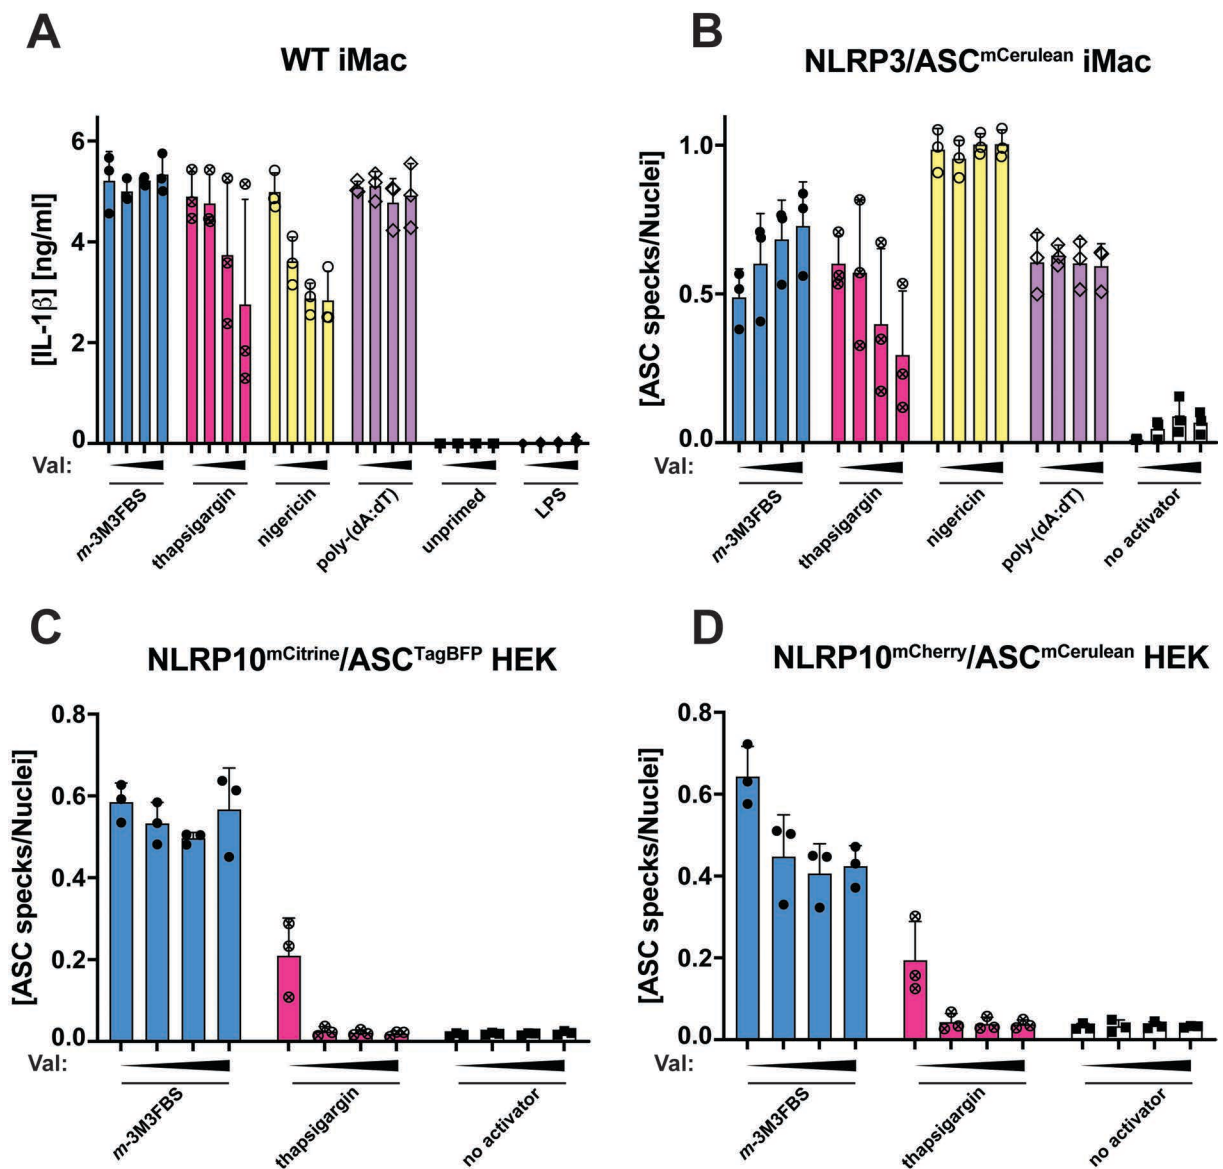 A
WT iMac
[IL-1β] [ng/ml]
6
4
2
0
Val:
m-3M3FBS
thapsigargin
nigericin
poly-(dA:dT)
unprimed
LPS
B
NLRP3/ASCmCerulean iMac
[ASC specks/Nuclei]
1.0
0.5
0.0
Val:
m-3M3FBS
thapsigargin
nigericin
poly-(dA:dT)
no activator
C
NLRP10mCitrine/ASCTagBFP HEK
[ASC specks/Nuclei]
0.8
0.6
0.4
0.2
0.0
Val:
m-3M3FBS
thapsigargin
no activator
D
NLRP10mCherry/ASCmCerulean HEK
[ASC specks/Nuclei]
0.8
0.6
0.4
0.2
0.0
Val:
m-3M3FBS
thapsigargin
no activator